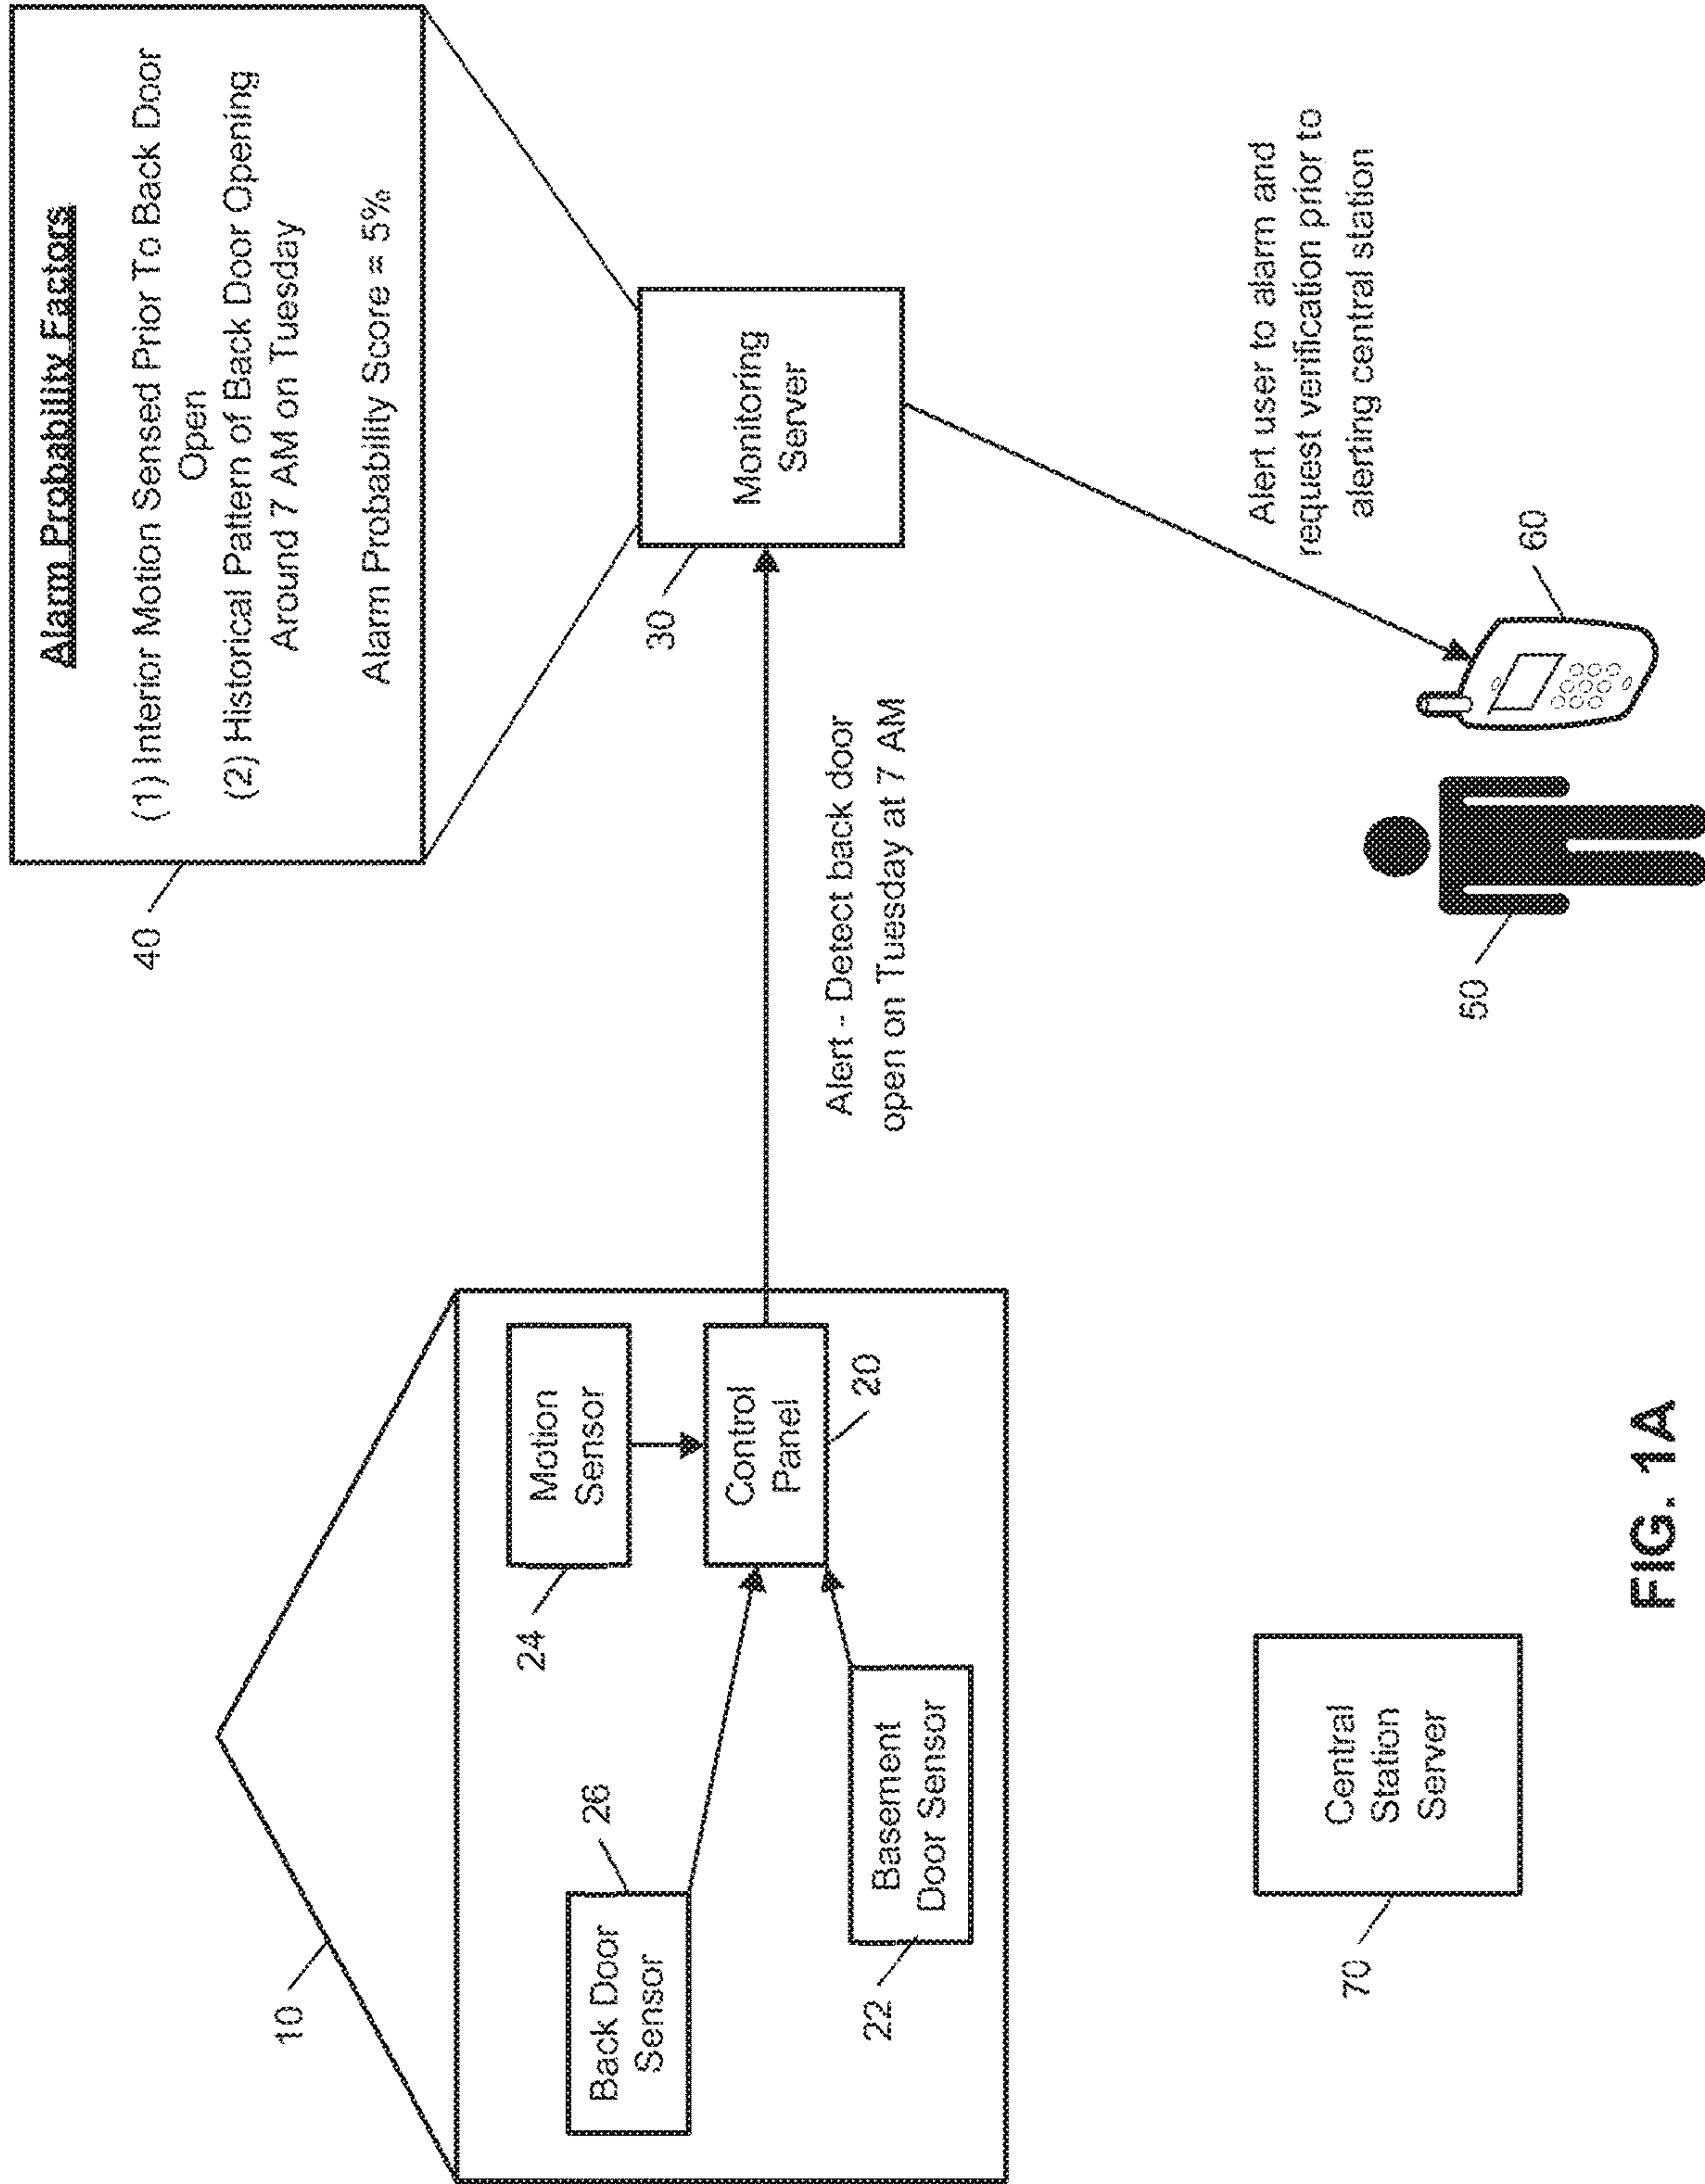 Alarm Probability Factors
(1) Interior Motion Sensed Prior To Back Door
Open
(2) Historical Pattern of Back Door Opening
Around 7 AM on Tuesday
Alarm Probability Score = 5%
40
10
Motion
Sensor
24
Back Door
Sensor
26
Control
Panel
20
Basement
Door Sensor
22
Alert -- Detect back door
open on Tuesday at 7 AM
Monitoring
Server
30
Alert user to alarm and
request verification prior to
alerting central station
Central
Station
Server
70
50
60
FIG. 1A